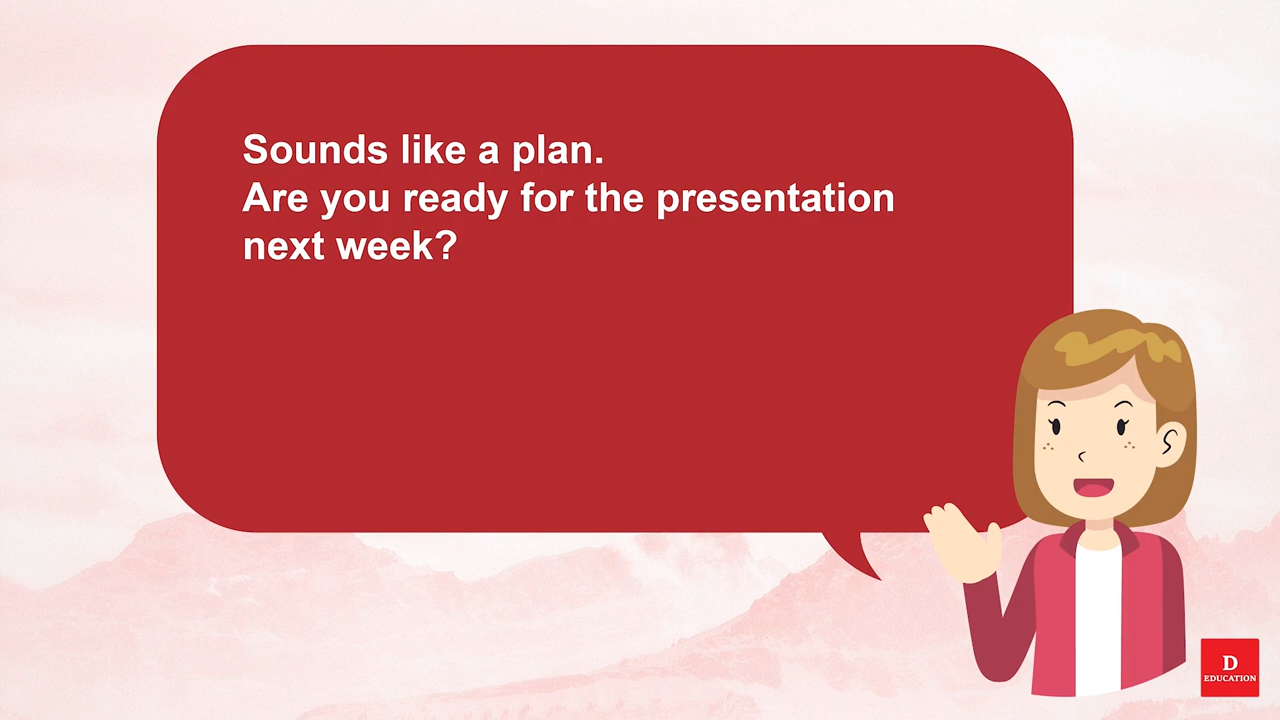 Sounds like a plan.
Are you ready for the presentation
next week?
D
EDUCATION